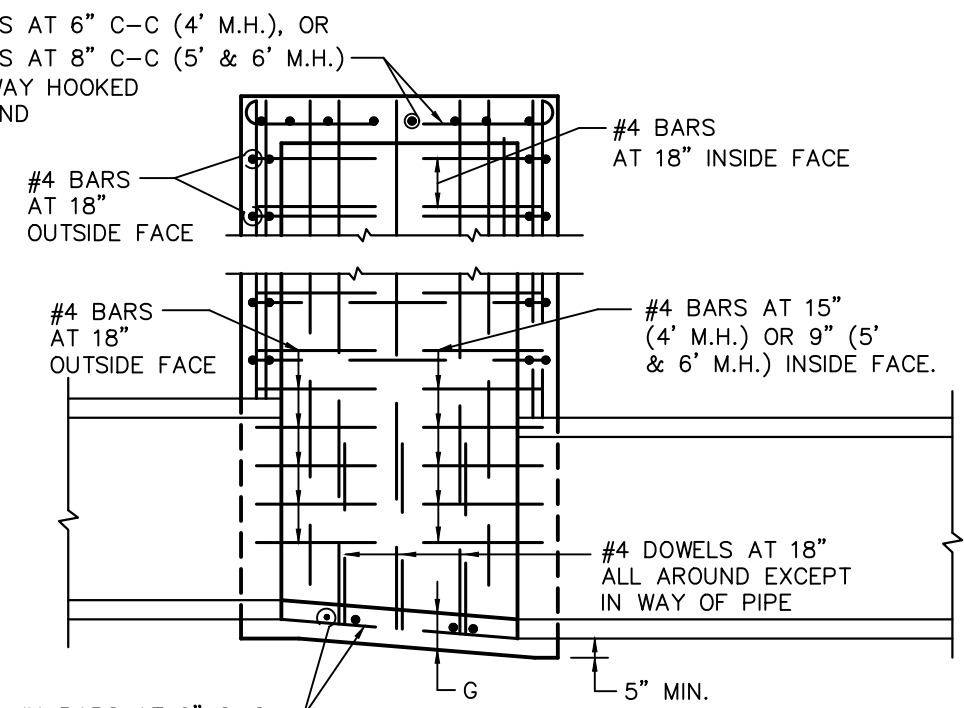 S AT 6” C-C (4’ M.H.), OR
S AT 8” C-C (5’ & 6’ M.H.)
WAY HOOKED
ND
#4 BARS
AT 18” INSIDE FACE
#4 BARS
AT 18”
OUTSIDE FACE
#4 BARS
AT 18”
OUTSIDE FACE
#4 BARS AT 15”
(4’ M.H.) OR 9” (5’
& 6’ M.H.) INSIDE FACE.
#4 DOWELS AT 18”
ALL AROUND EXCEPT
IN WAY OF PIPE
G
5” MIN.